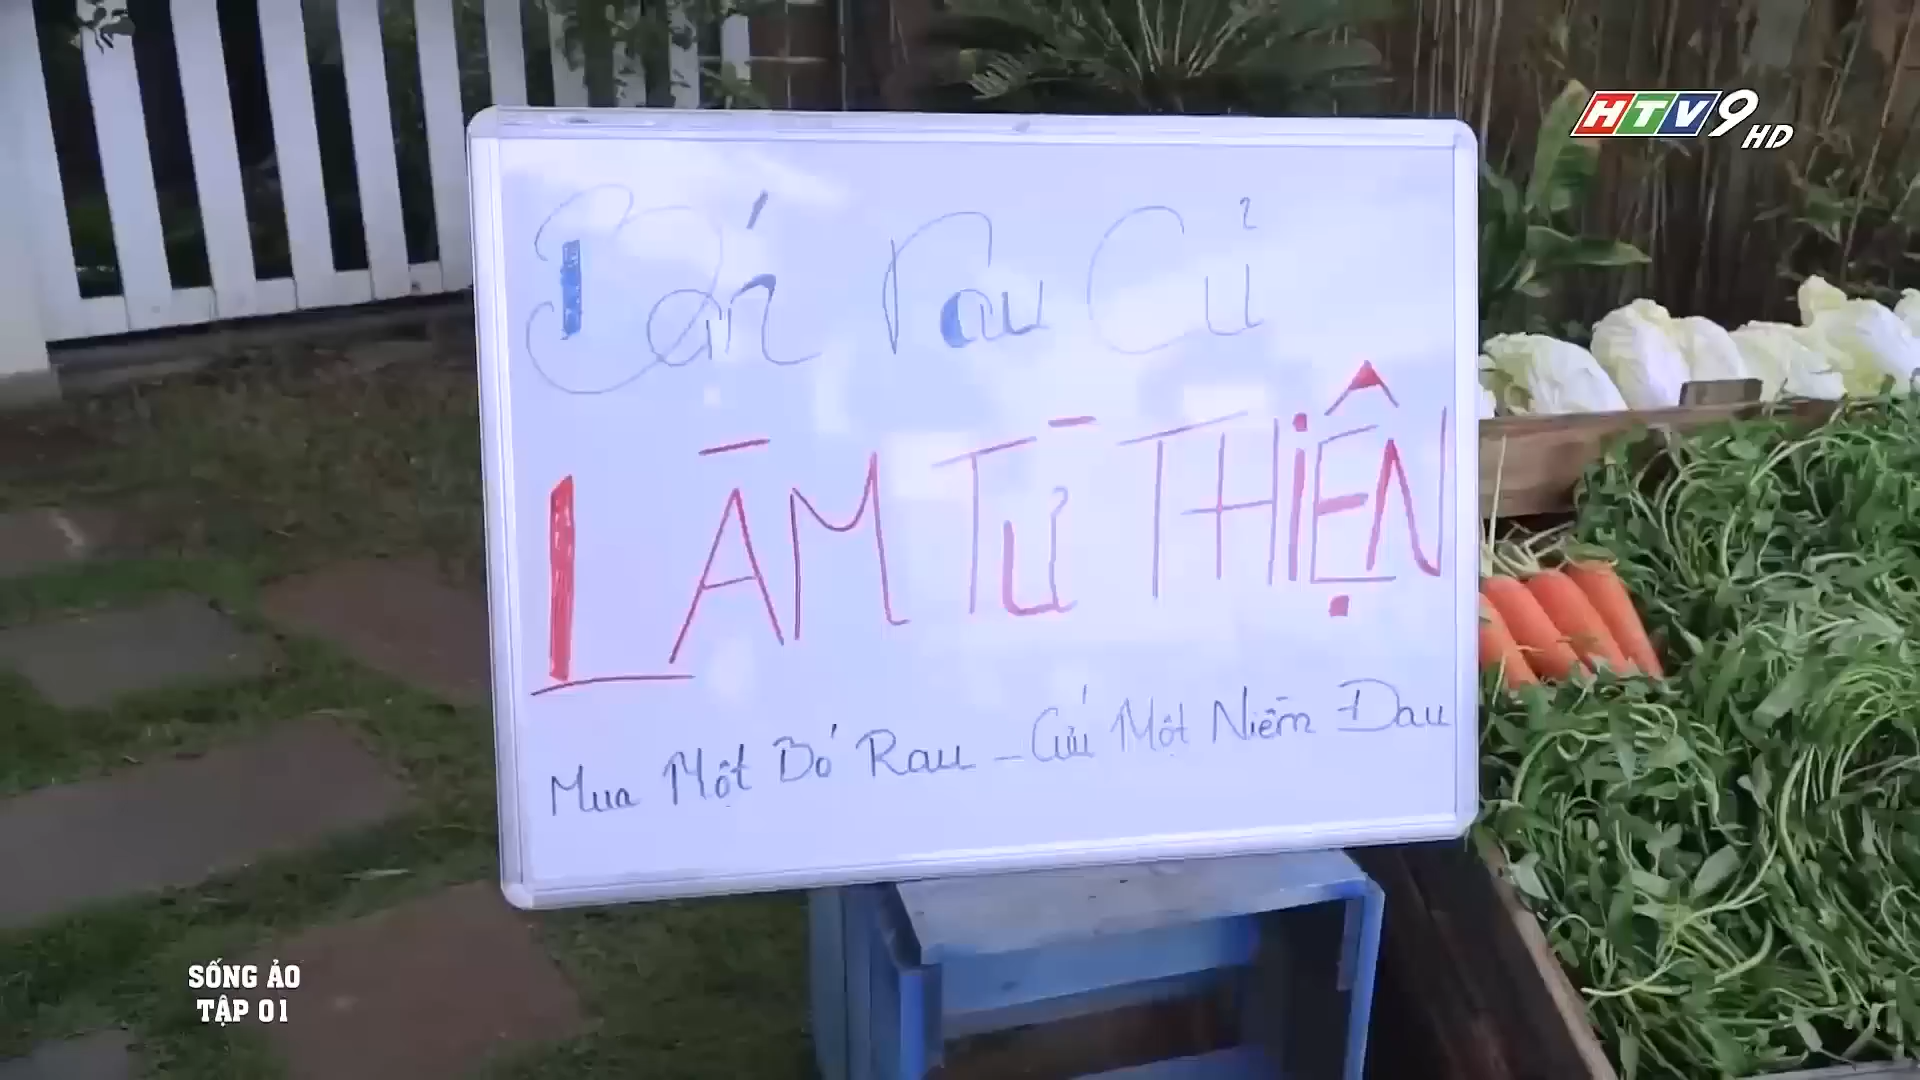 HTV9 HD
Bán rau Củ
LÀM TỪ THIỆN
Mua Một Bó Rau - Gửi Một Niềm Đau
SỐNG ẢO
TẬP 01